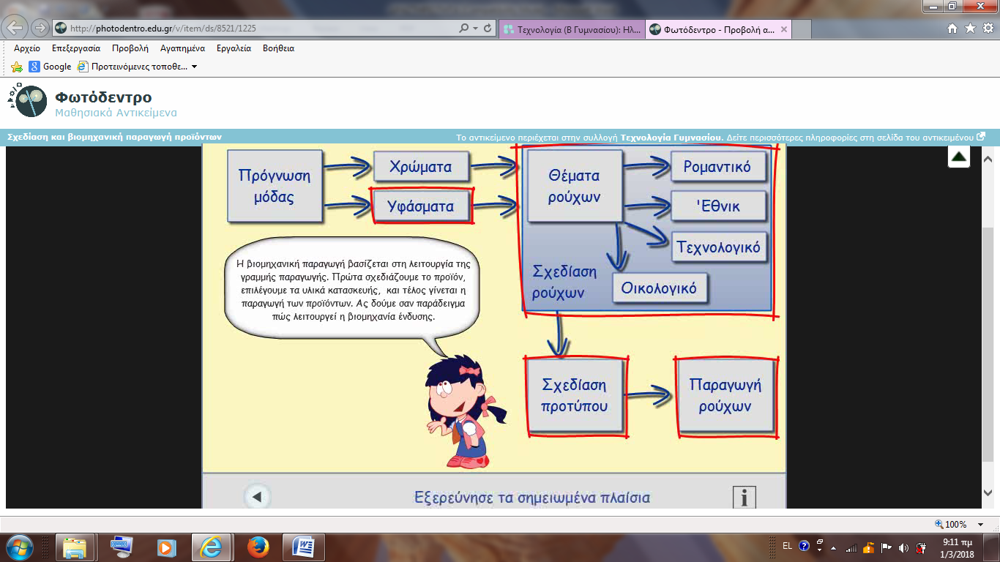 http://photodentro.edu.gr/v/item/ds/8521/1225
Τεχνολογία (Β Γυμνασίου): Ηλ...
Φωτόδεντρο - Προβολή α...
Αρχείο Επεξεργασία Προβολή Αγαπημένα Εργαλεία Βοήθεια
Google Προτεινόμενες τοποθε...
Φωτόδεντρο
Μαθησιακά Αντικείμενα
Σχεδίαση και βιομηχανική παραγωγή προϊόντων
Το αντικείμενο περιέχεται στην συλλογή Τεχνολογία Γυμνασίου. Δείτε περισσότερες πληροφορίες στη σελίδα του αντικειμένου
Πρόγνωση
μόδας
Χρώματα
Υφάσματα
Θέματα
ρούχων
Ρομαντικό
'Εθνικ
Τεχνολογικό
Οικολογικό
Σχεδίαση
ρούχων
Η βιομηχανική παραγωγή βασίζεται στη λειτουργία της
γραμμής παραγωγής. Πρώτα σχεδιάζουμε το προϊόν,
επιλέγουμε τα υλικά κατασκευής, και τέλος γίνεται η
παραγωγή των προϊόντων. Ας δούμε σαν παράδειγμα
πώς λειτουργεί η βιομηχανία ένδυσης.
Σχεδίαση
προτύπου
Παραγωγή
ρούχων
Εξερεύνησε τα σημειωμένα πλαίσια
i
100%
EL
9:11 πμ
1/3/2018